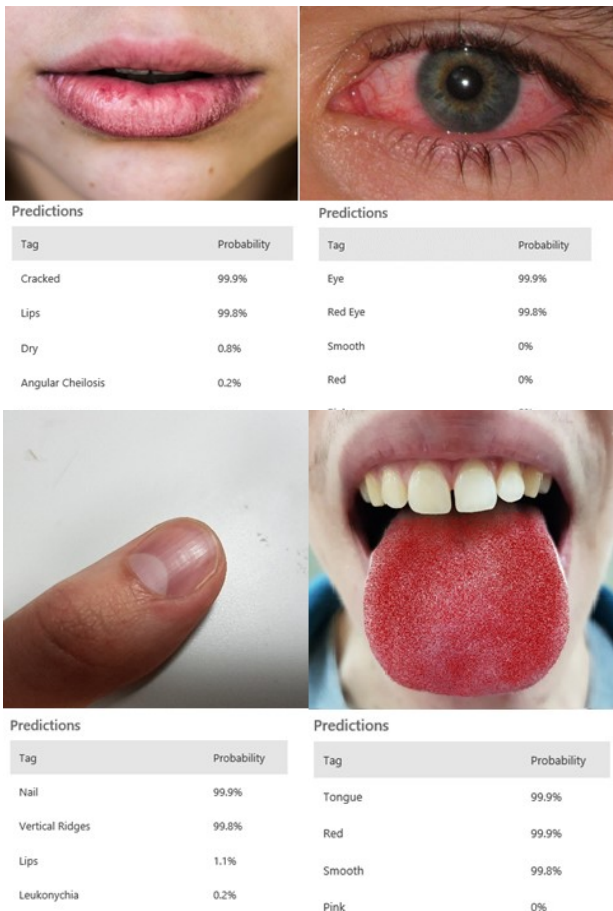 Predictions
Tag Probability
Cracked 99.9%
Lips 99.8%
Dry 0.8%
Angular Cheilosis 0.2%
Predictions
Tag Probability
Eye 99.9%
Red Eye 99.8%
Smooth 0%
Red 0%
Predictions
Tag Probability
Nail 99.9%
Vertical Ridges 99.8%
Lips 1.1%
Leukonychia 0.2%
Predictions
Tag Probability
Tongue 99.9%
Red 99.9%
Smooth 99.8%
Pink 0%